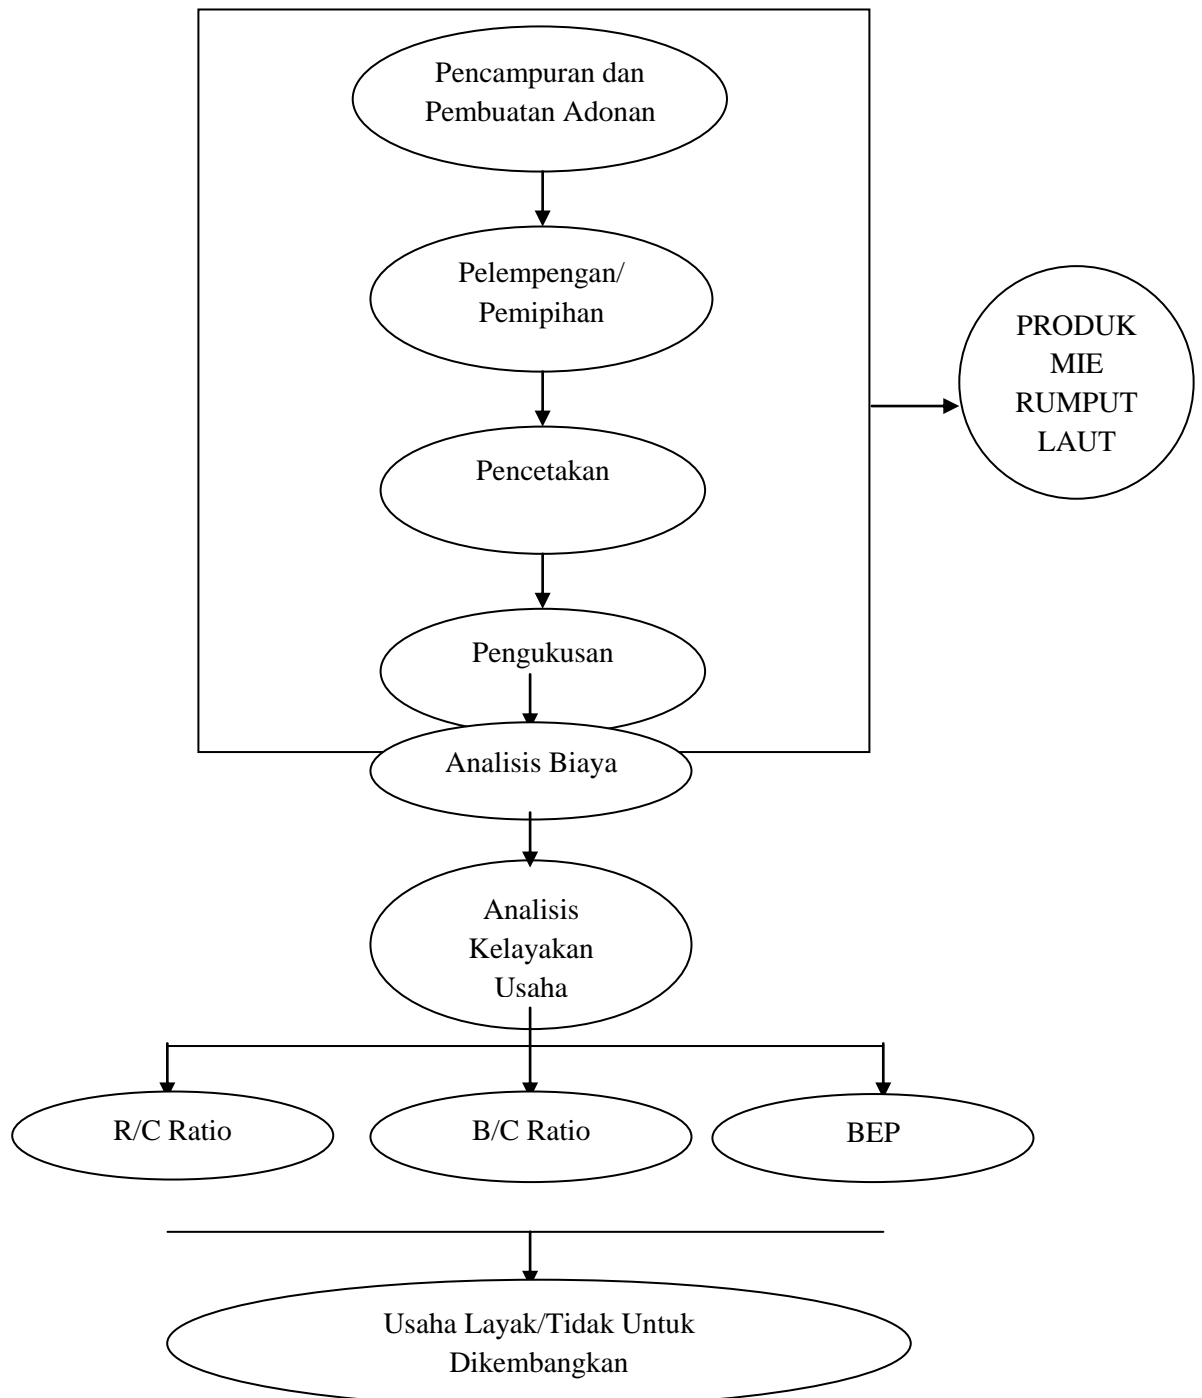 Pencampuran dan
Pembuatan Adonan
Pelempengan/
Pemipihan
PRODUK
MIE
RUMPUT
LAUT
Pencetakan
Pengukusan
Analisis Biaya
Analisis
Kelayakan
Usaha
R/C Ratio
B/C Ratio
BEP
Usaha Layak/Tidak Untuk
Dikembangkan